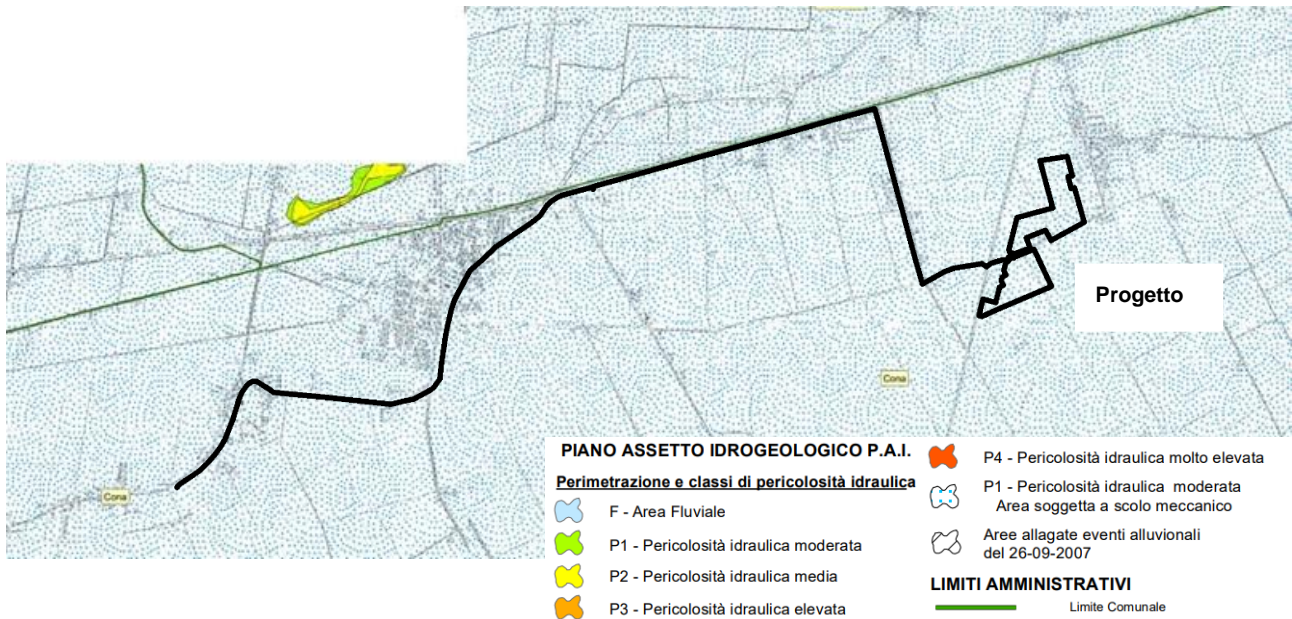 Progetto
Cona
Cona
PIANO ASSETTO IDROGEOLOGICO P.A.I.
Perimetrazione e classi di pericolosità idraulica
F - Area Fluviale
P1 - Pericolosità idraulica moderata
P2 - Pericolosità idraulica media
P3 - Pericolosità idraulica elevata
P4 - Pericolosità idraulica molto elevata
P1 - Pericolosità idraulica moderata
Area soggetta a scolo meccanico
Aree allagate eventi alluvionali
del 26-09-2007
LIMITI AMMINISTRATIVI
Limite Comunale